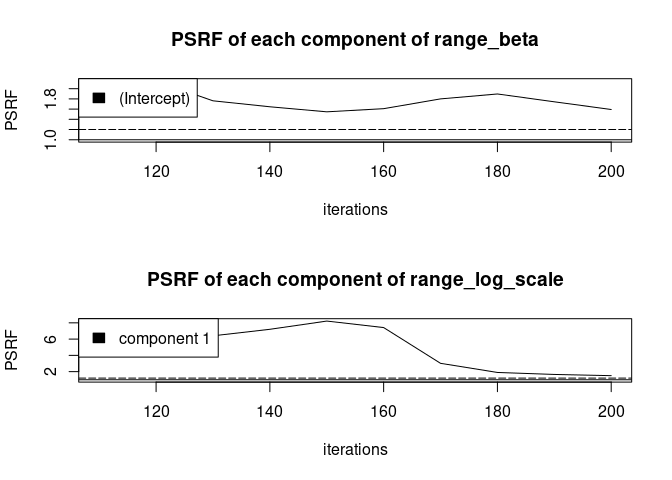 PSRF of each component of range_beta
PSRF
1.8
1.0
(Intercept)
120 140 160 180 200
iterations
PSRF of each component of range_log_scale
PSRF
6
2
component 1
120 140 160 180 200
iterations